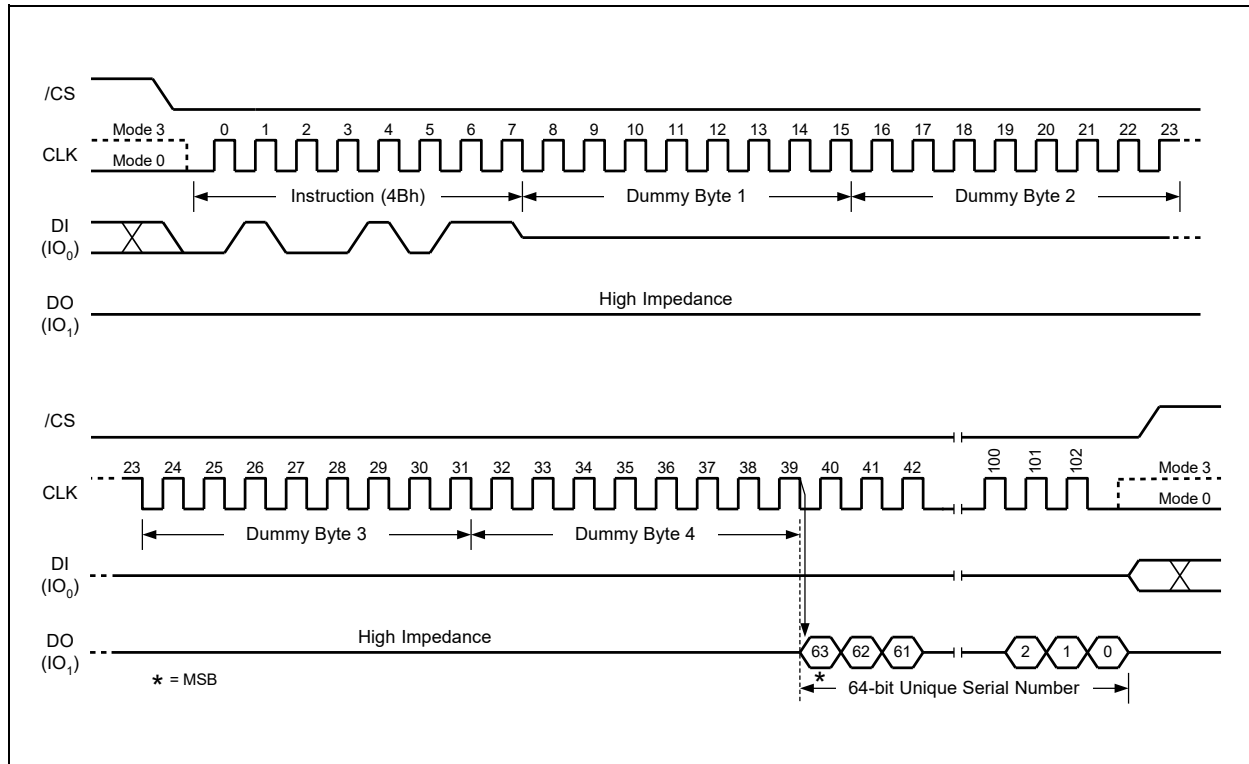 /CS
Mode 3
0 1 2 3 4 5 6 7 8 9 10 11 12 13 14 15 16 17 18 19 20 21 22 23
CLK
Mode 0
Instruction (4Bh) Dummy Byte 1 Dummy Byte 2
DI
(IO0)
High Impedance
DO
(IO1)
/CS
23 24 25 26 27 28 29 30 31 32 33 34 35 36 37 38 39 40 41 42 100 101 102
Mode 3
CLK
Mode 0
Dummy Byte 3 Dummy Byte 4
DI
(IO0)
High Impedance
DO
(IO1)
63 62 61 2 1 0
* = MSB
*
64-bit Unique Serial Number